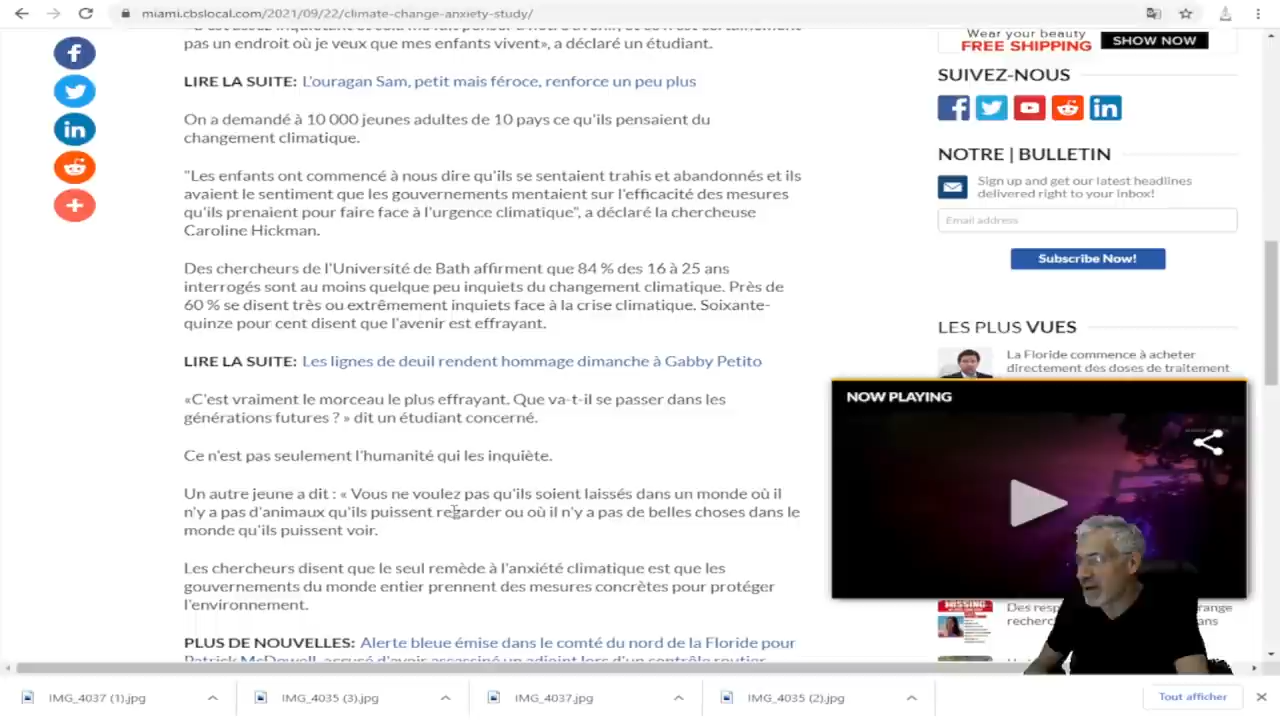 miami.cbslocal.com/2021/09/22/climate-change-anxiety-study/
pas un endroit où je veux que mes enfants vivent», a déclaré un étudiant.
LIRE LA SUITE: L'ouragan Sam, petit mais féroce, renforce un peu plus
On a demandé à 10 000 jeunes adultes de 10 pays ce qu'ils pensaient du
changement climatique.
"Les enfants ont commencé à nous dire qu'ils se sentaient trahis et abandonnés et ils
avaient le sentiment que les gouvernements mentaient sur l'efficacité des mesures
qu'ils prenaient pour faire face à l'urgence climatique", a déclaré la chercheuse
Caroline Hickman.
Des chercheurs de l'Université de Bath affirment que 84 % des 16 à 25 ans
interrogés sont au moins quelque peu inquiets du changement climatique. Près de
60 % se disent très ou extrêmement inquiets face à la crise climatique. Soixante-
quinze pour cent disent que l'avenir est effrayant.
LIRE LA SUITE: Les lignes de deuil rendent hommage dimanche à Gabby Petito
«C'est vraiment le morceau le plus effrayant. Que va-t-il se passer dans les
générations futures ? » dit un étudiant concerné.
Ce n'est pas seulement l'humanité qui les inquiète.
Un autre jeune a dit : « Vous ne voulez pas qu'ils soient laissés dans un monde où il
n'y a pas d'animaux qu'ils puissent regarder ou où il n'y a pas de belles choses dans le
monde qu'ils puissent voir.
Les chercheurs disent que le seul remède à l'anxiété climatique est que les
gouvernements du monde entier prennent des mesures concrètes pour protéger
l'environnement.
PLUS DE NOUVELLES: Alerte bleue émise dans le comté du nord de la Floride pour
Patrick McDowell, accusé d'avoir assassiné un adjoint lors d'un contrôle routier
Wear your beauty
FREE SHIPPING
SHOW NOW
SUIVEZ-NOUS
NOTRE | BULLETIN
Sign up and get our latest headlines
delivered right to your inbox!
Email address
Subscribe Now!
LES PLUS VUES
La Floride commence à acheter
directement des doses de traitement
NOW PLAYING
MISSING
Des res
range
recher
ans
IMG_4037 (1).jpg
IMG_4035 (3).jpg
IMG_4037.jpg
IMG_4035 (2).jpg
Tout afficher